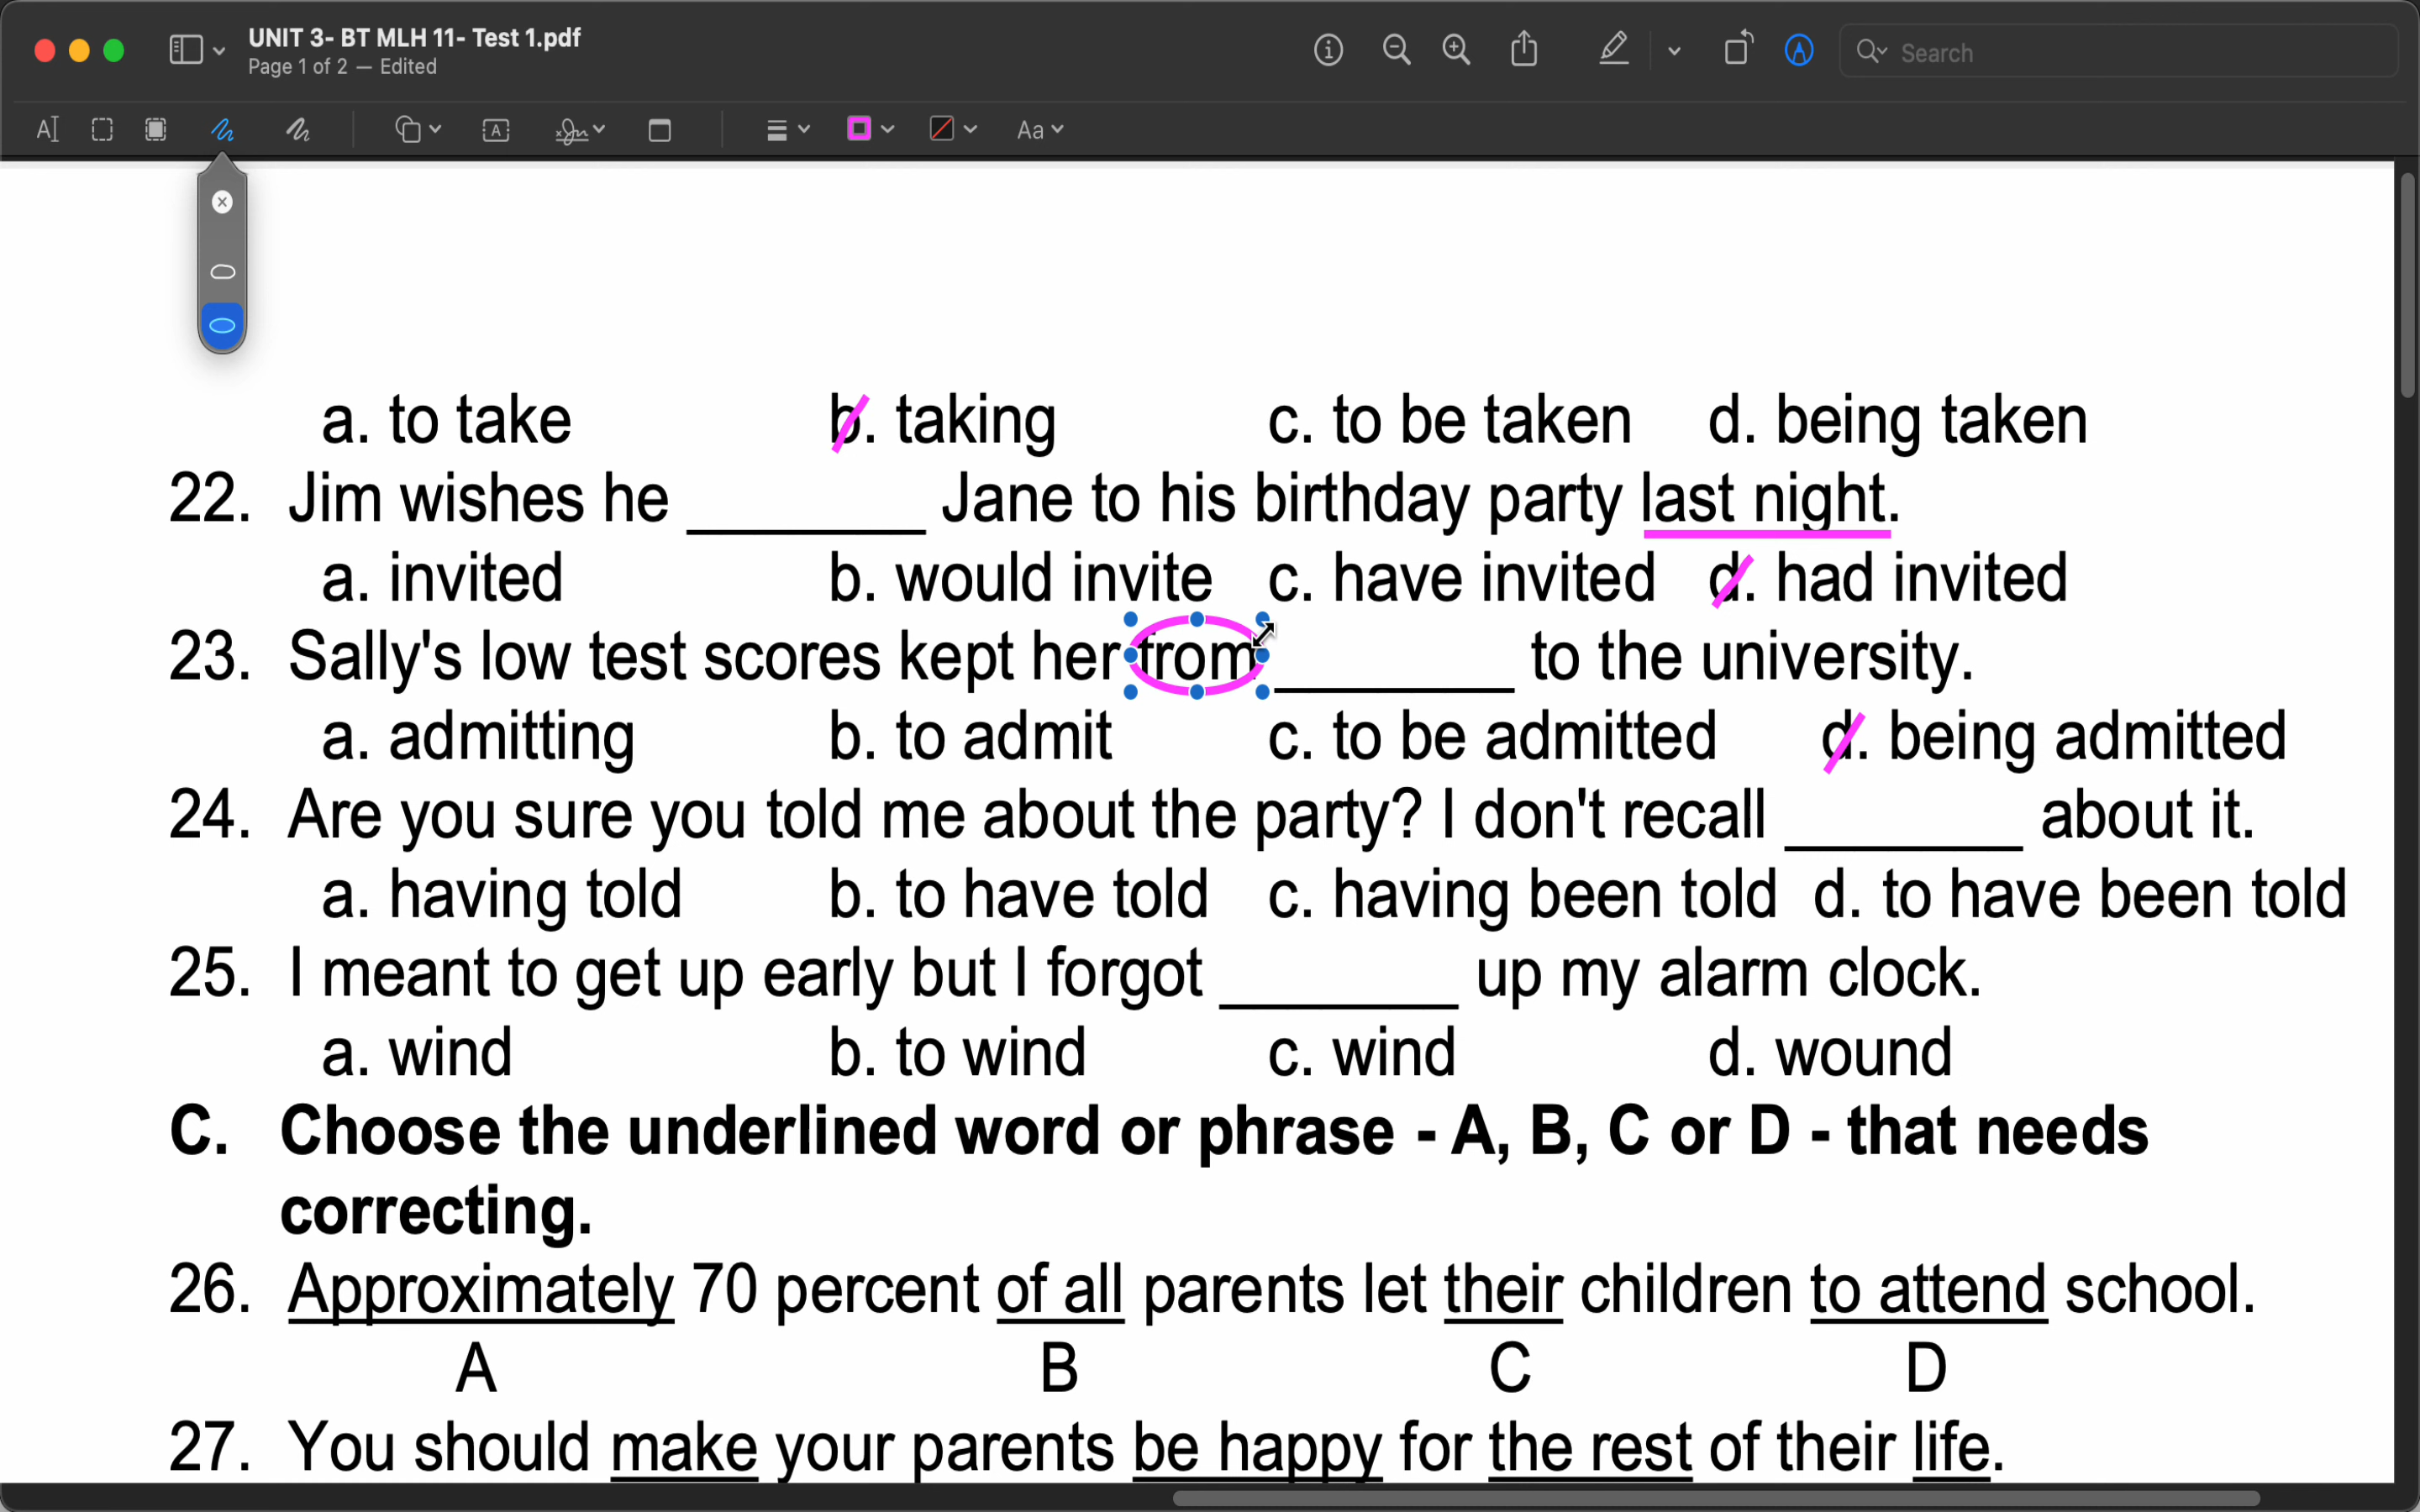 UNIT 3- BT MLH 11- Test 1.pdf
Page 1 of 2 — Edited
Search
Aa
a. to take b. taking c. to be taken d. being taken
22. Jim wishes he ________ Jane to his birthday party last night.
a. invited b. would invite c. have invited d. had invited
23. Sally's low test scores kept her from ________ to the university.
a. admitting b. to admit c. to be admitted d. being admitted
24. Are you sure you told me about the party? I don't recall ________ about it.
a. having told b. to have told c. having been told d. to have been told
25. I meant to get up early but I forgot ________ up my alarm clock.
a. wind b. to wind c. wind d. wound
C. Choose the underlined word or phrase - A, B, C or D - that needs
correcting.
26. Approximately 70 percent of all parents let their children to attend school.
A B C D
27. You should make your parents be happy for the rest of their life.